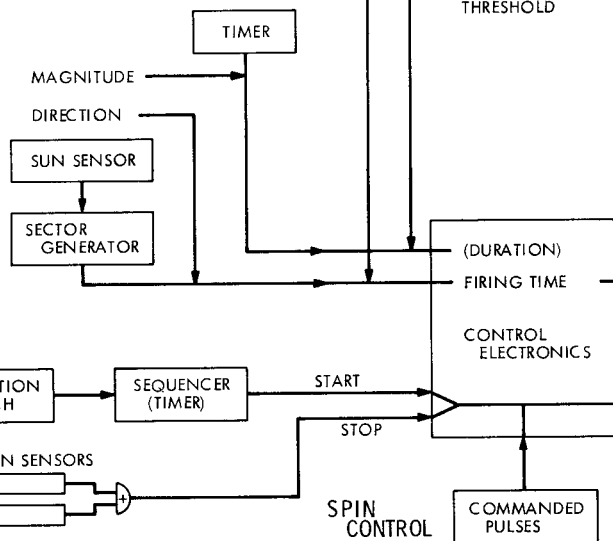 THRESHOLD
TIMER
MAGNITUDE
DIRECTION
SUN SENSOR
SECTOR
GENERATOR
(DURATION)
FIRING TIME
CONTROL
ELECTRONICS
SEQUENCER
(TIMER)
START
STOP
SENSORS
+
SPIN
CONTROL
COMMANDED
PULSES